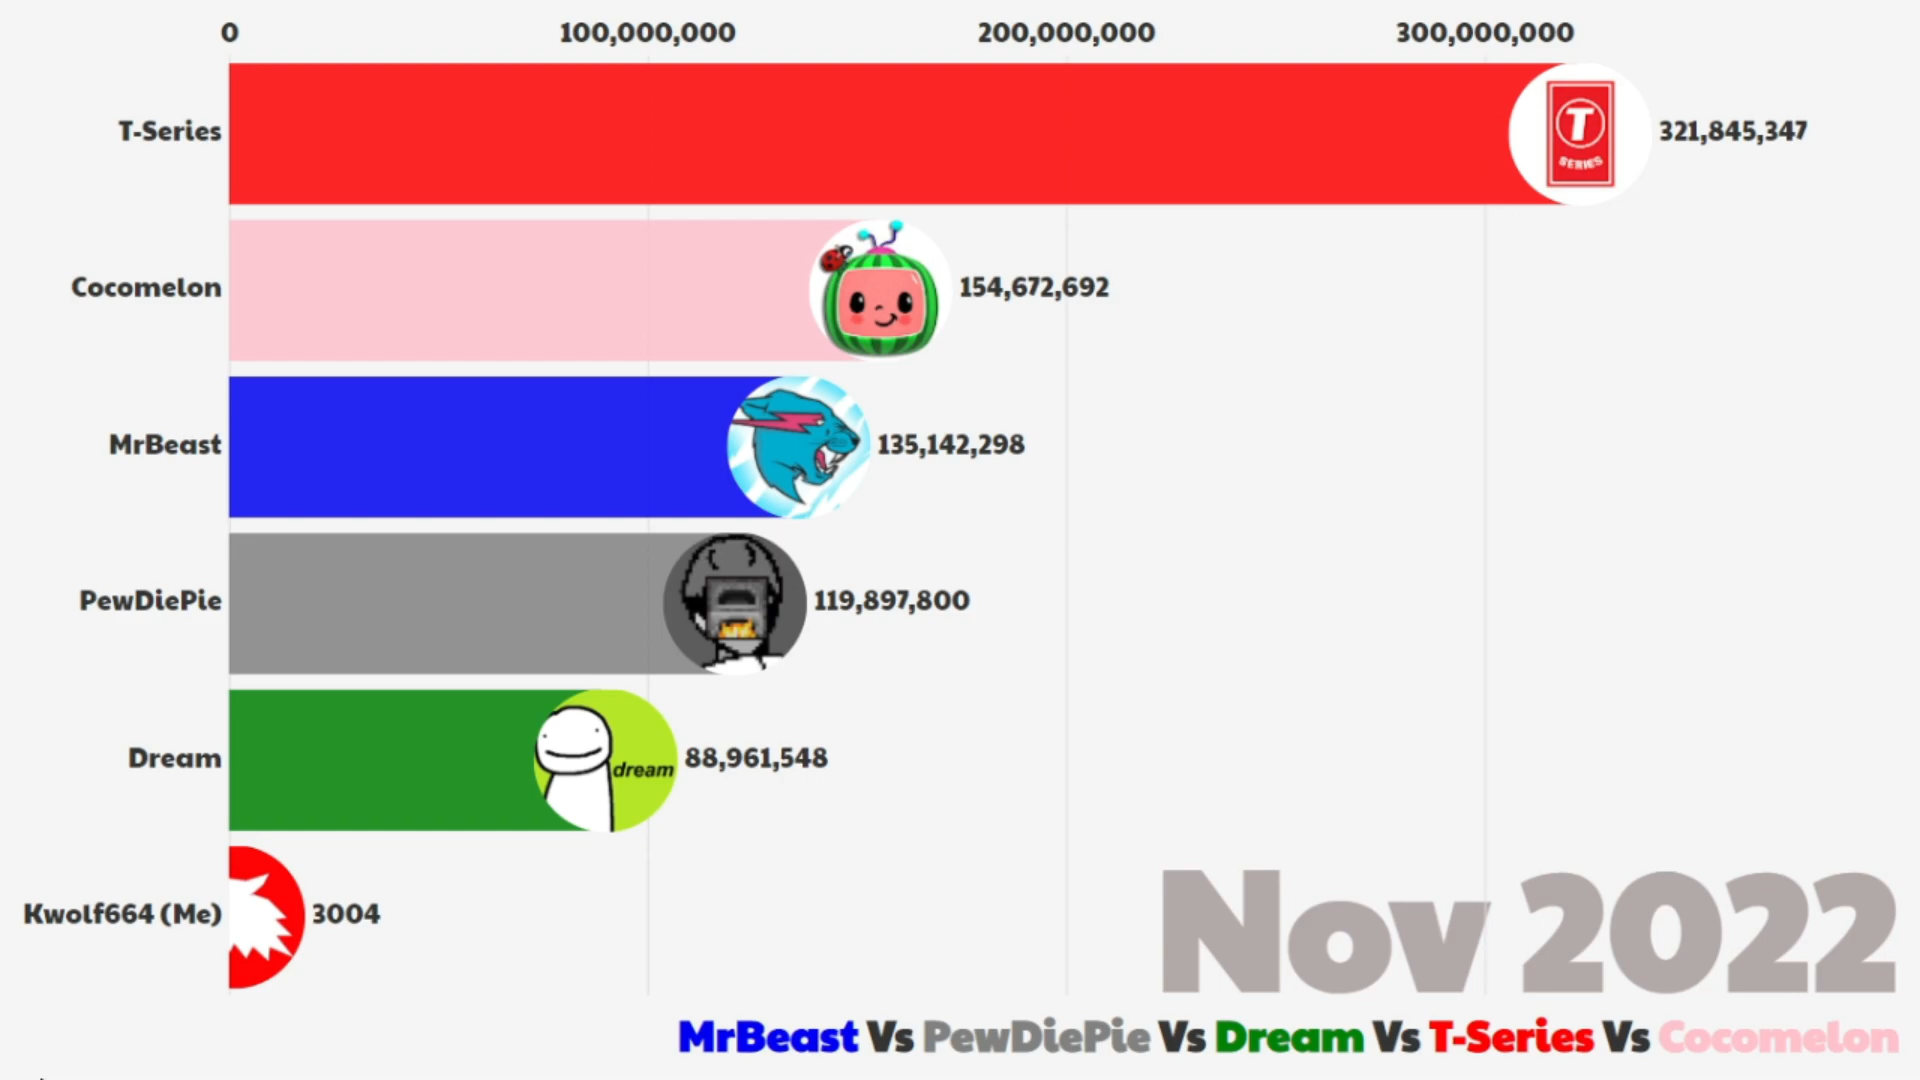 0 100,000,000 200,000,000 300,000,000
T-Series 321,845,347
T
SERIES
Cocomelon 154,672,692
MrBeast 135,142,298
PewDiePie 119,897,800
Dream 88,961,548
dream
Kwolf664 (Me) 3004
Nov 2022
MrBeast Vs PewDiePie Vs Dream Vs T-Series Vs Cocomelon